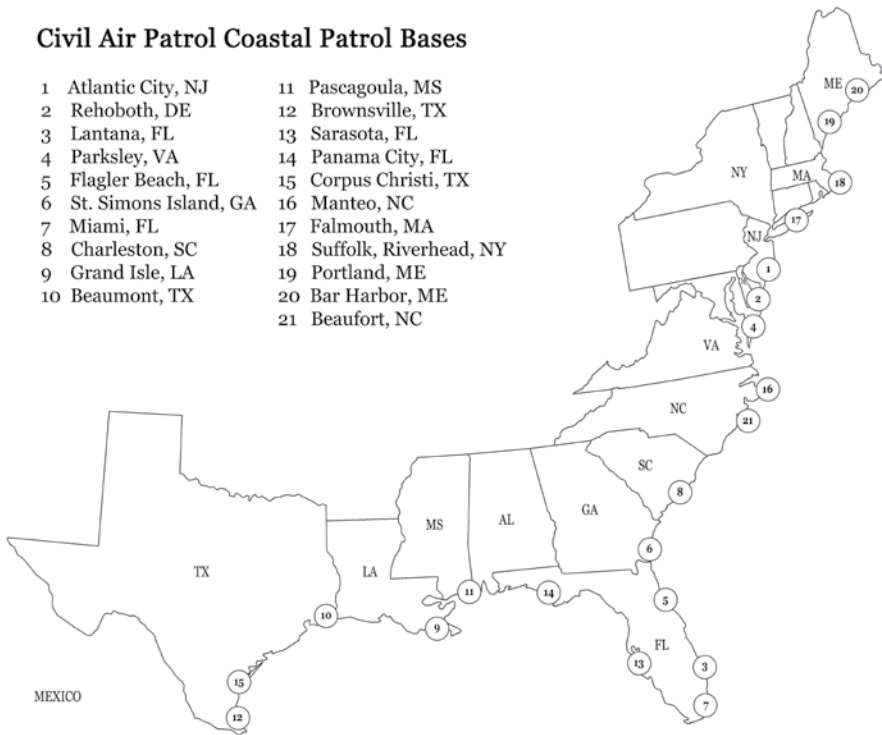 Civil Air Patrol Coastal Patrol Bases
1 Atlantic City, NJ
2 Rehoboth, DE
3 Lantana, FL
4 Parksley, VA
5 Flagler Beach, FL
6 St. Simons Island, GA
7 Miami, FL
8 Charleston, SC
9 Grand Isle, LA
10 Beaumont, TX
11 Pascagoula, MS
12 Brownsville, TX
13 Sarasota, FL
14 Panama City, FL
15 Corpus Christi, TX
16 Manteo, NC
17 Falmouth, MA
18 Suffolk, Riverhead, NY
19 Portland, ME
20 Bar Harbor, ME
21 Beaufort, NC
ME
20
19
NY
MA
18
17
NJ
1
2
4
VA
16
NC
21
SC
8
MS
AL
GA
6
TX
LA
11
14
5
10
9
FL
13
3
15
MEXICO
7
12